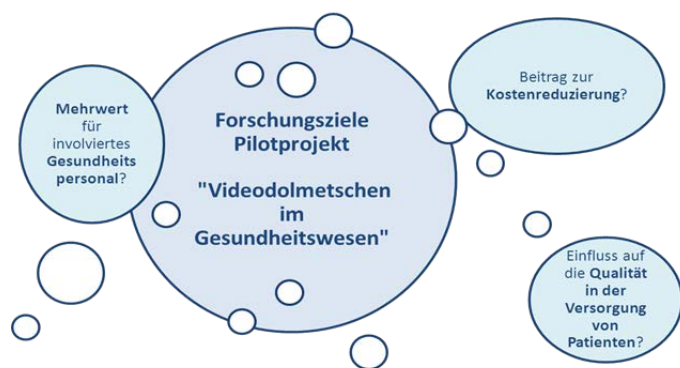 Forschungsziele
Pilotprojekt
"Videodolmetschen
im
Gesundheitswesen"
Mehrwert
für
involviertes
Gesundheits
personal?
Beitrag zur
Kostenreduzierung?
Einfluss auf
die Qualität
in der
Versorgung
von
Patienten?